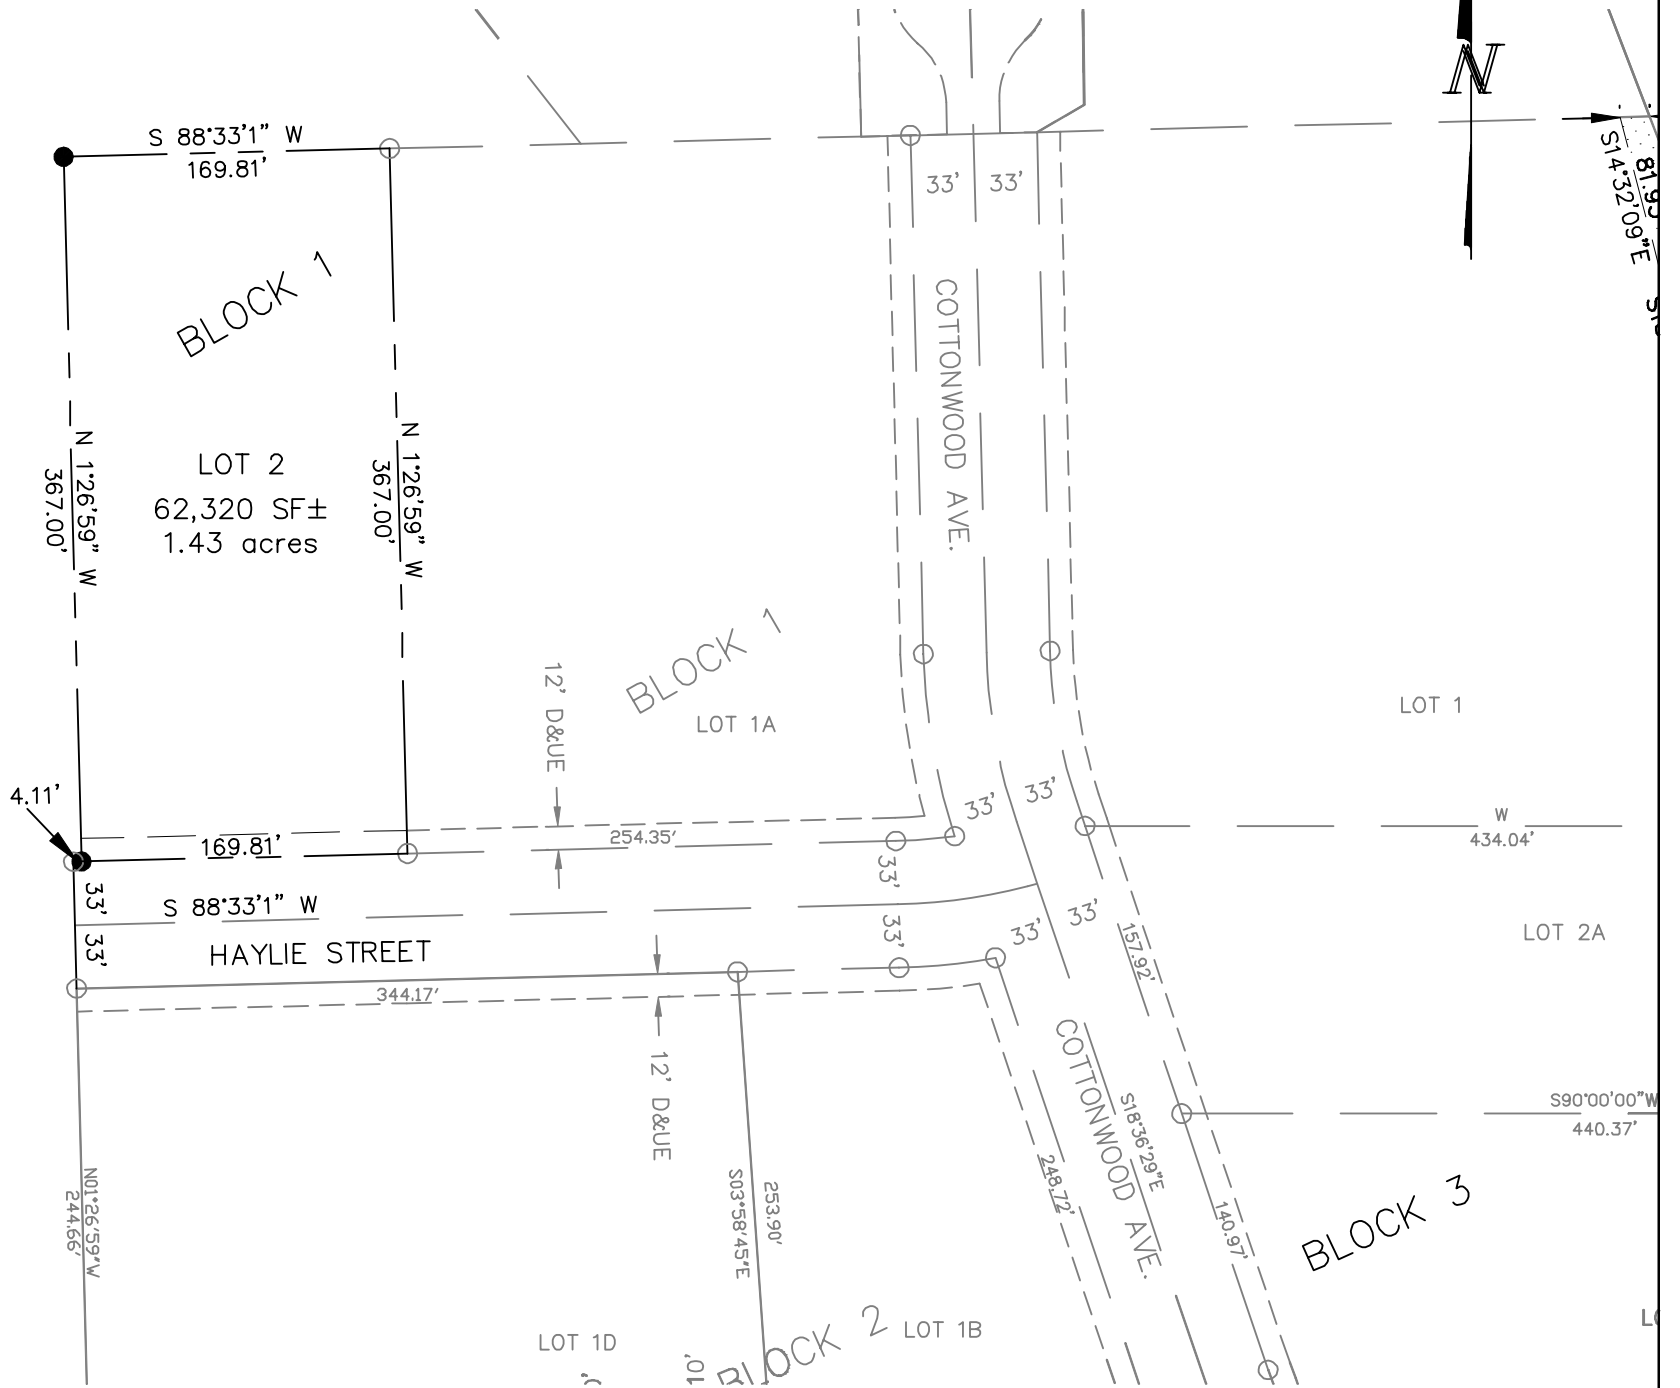 N
S 88°33'1" W
169.81'
33'
33'
81.95
S14°32'09"E
BLOCK 1
COTTONWOOD AVE.
N 1°26'59" W
367.00'
N 1°26'59" W
367.00'
LOT 2
62,320 SF±
1.43 acres
BLOCK 1
12' D&UE
LOT 1A
LOT 1
4.11'
33'
33'
169.81'
254.35'
W
434.04'
33'
33'
S 88°33'1" W
33'
33'
33'
33'
HAYLIE STREET
157.92'
LOT 2A
344.17'
12' D&UE
COTTONWOOD AVE.
S18°36'29"E
S90°00'00"W
440.37'
N01°26'59"W
244.66'
S03°58'45"E
253.90'
248.72'
140.97'
BLOCK 3
LOT 1D
BLOCK 2
LOT 1B